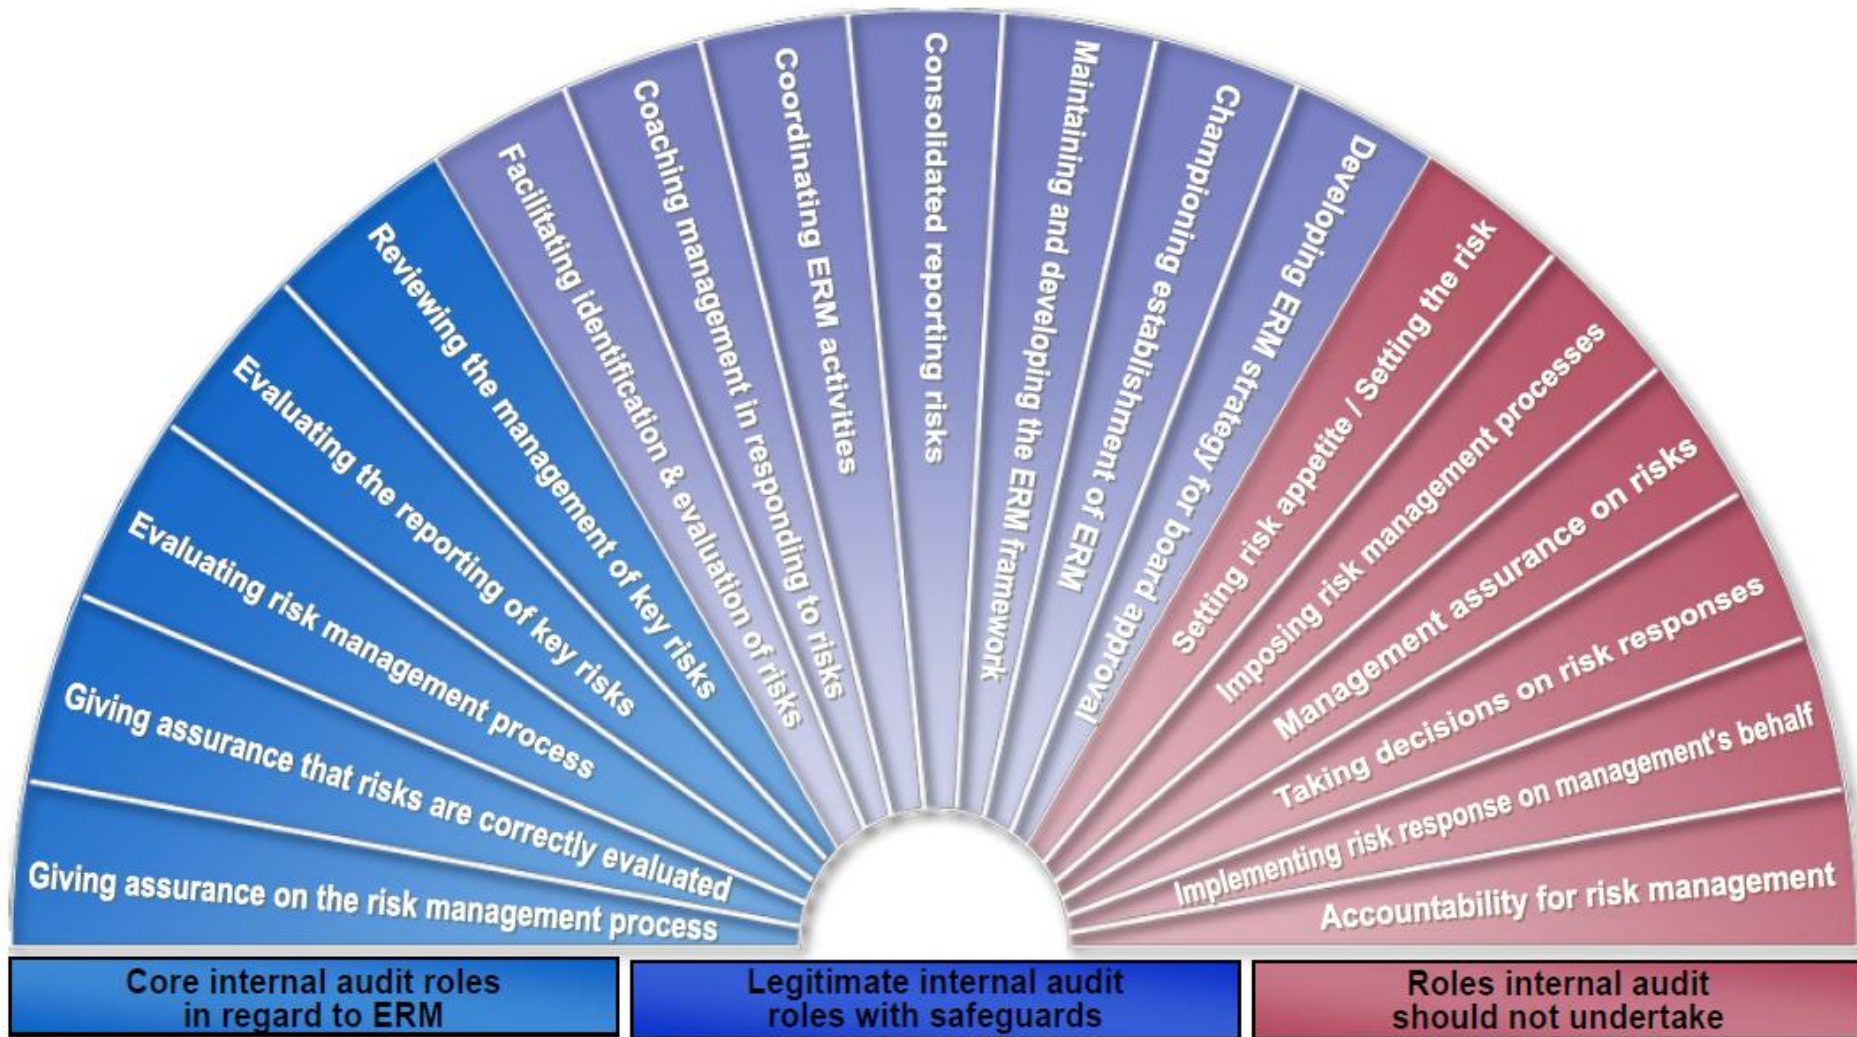 Giving assurance on the risk management process
Giving assurance that risks are correctly evaluated
Evaluating risk management process
Evaluating the reporting of key risks
Reviewing the management of key risks
Facilitating identification & evaluation of risks
Coaching management in responding to risks
Coordinating ERM activities
Consolidated reporting risks
Maintaining and developing the ERM framework
Championing establishment of ERM
Developing ERM strategy for board approval
Setting risk appetite / Setting the risk
Imposing risk management processes
Management assurance on risks
Taking decisions on risk responses
Implementing risk response on management's behalf
Accountability for risk management
Core internal audit roles
in regard to ERM
Legitimate internal audit
roles with safeguards
Roles internal audit
should not undertake